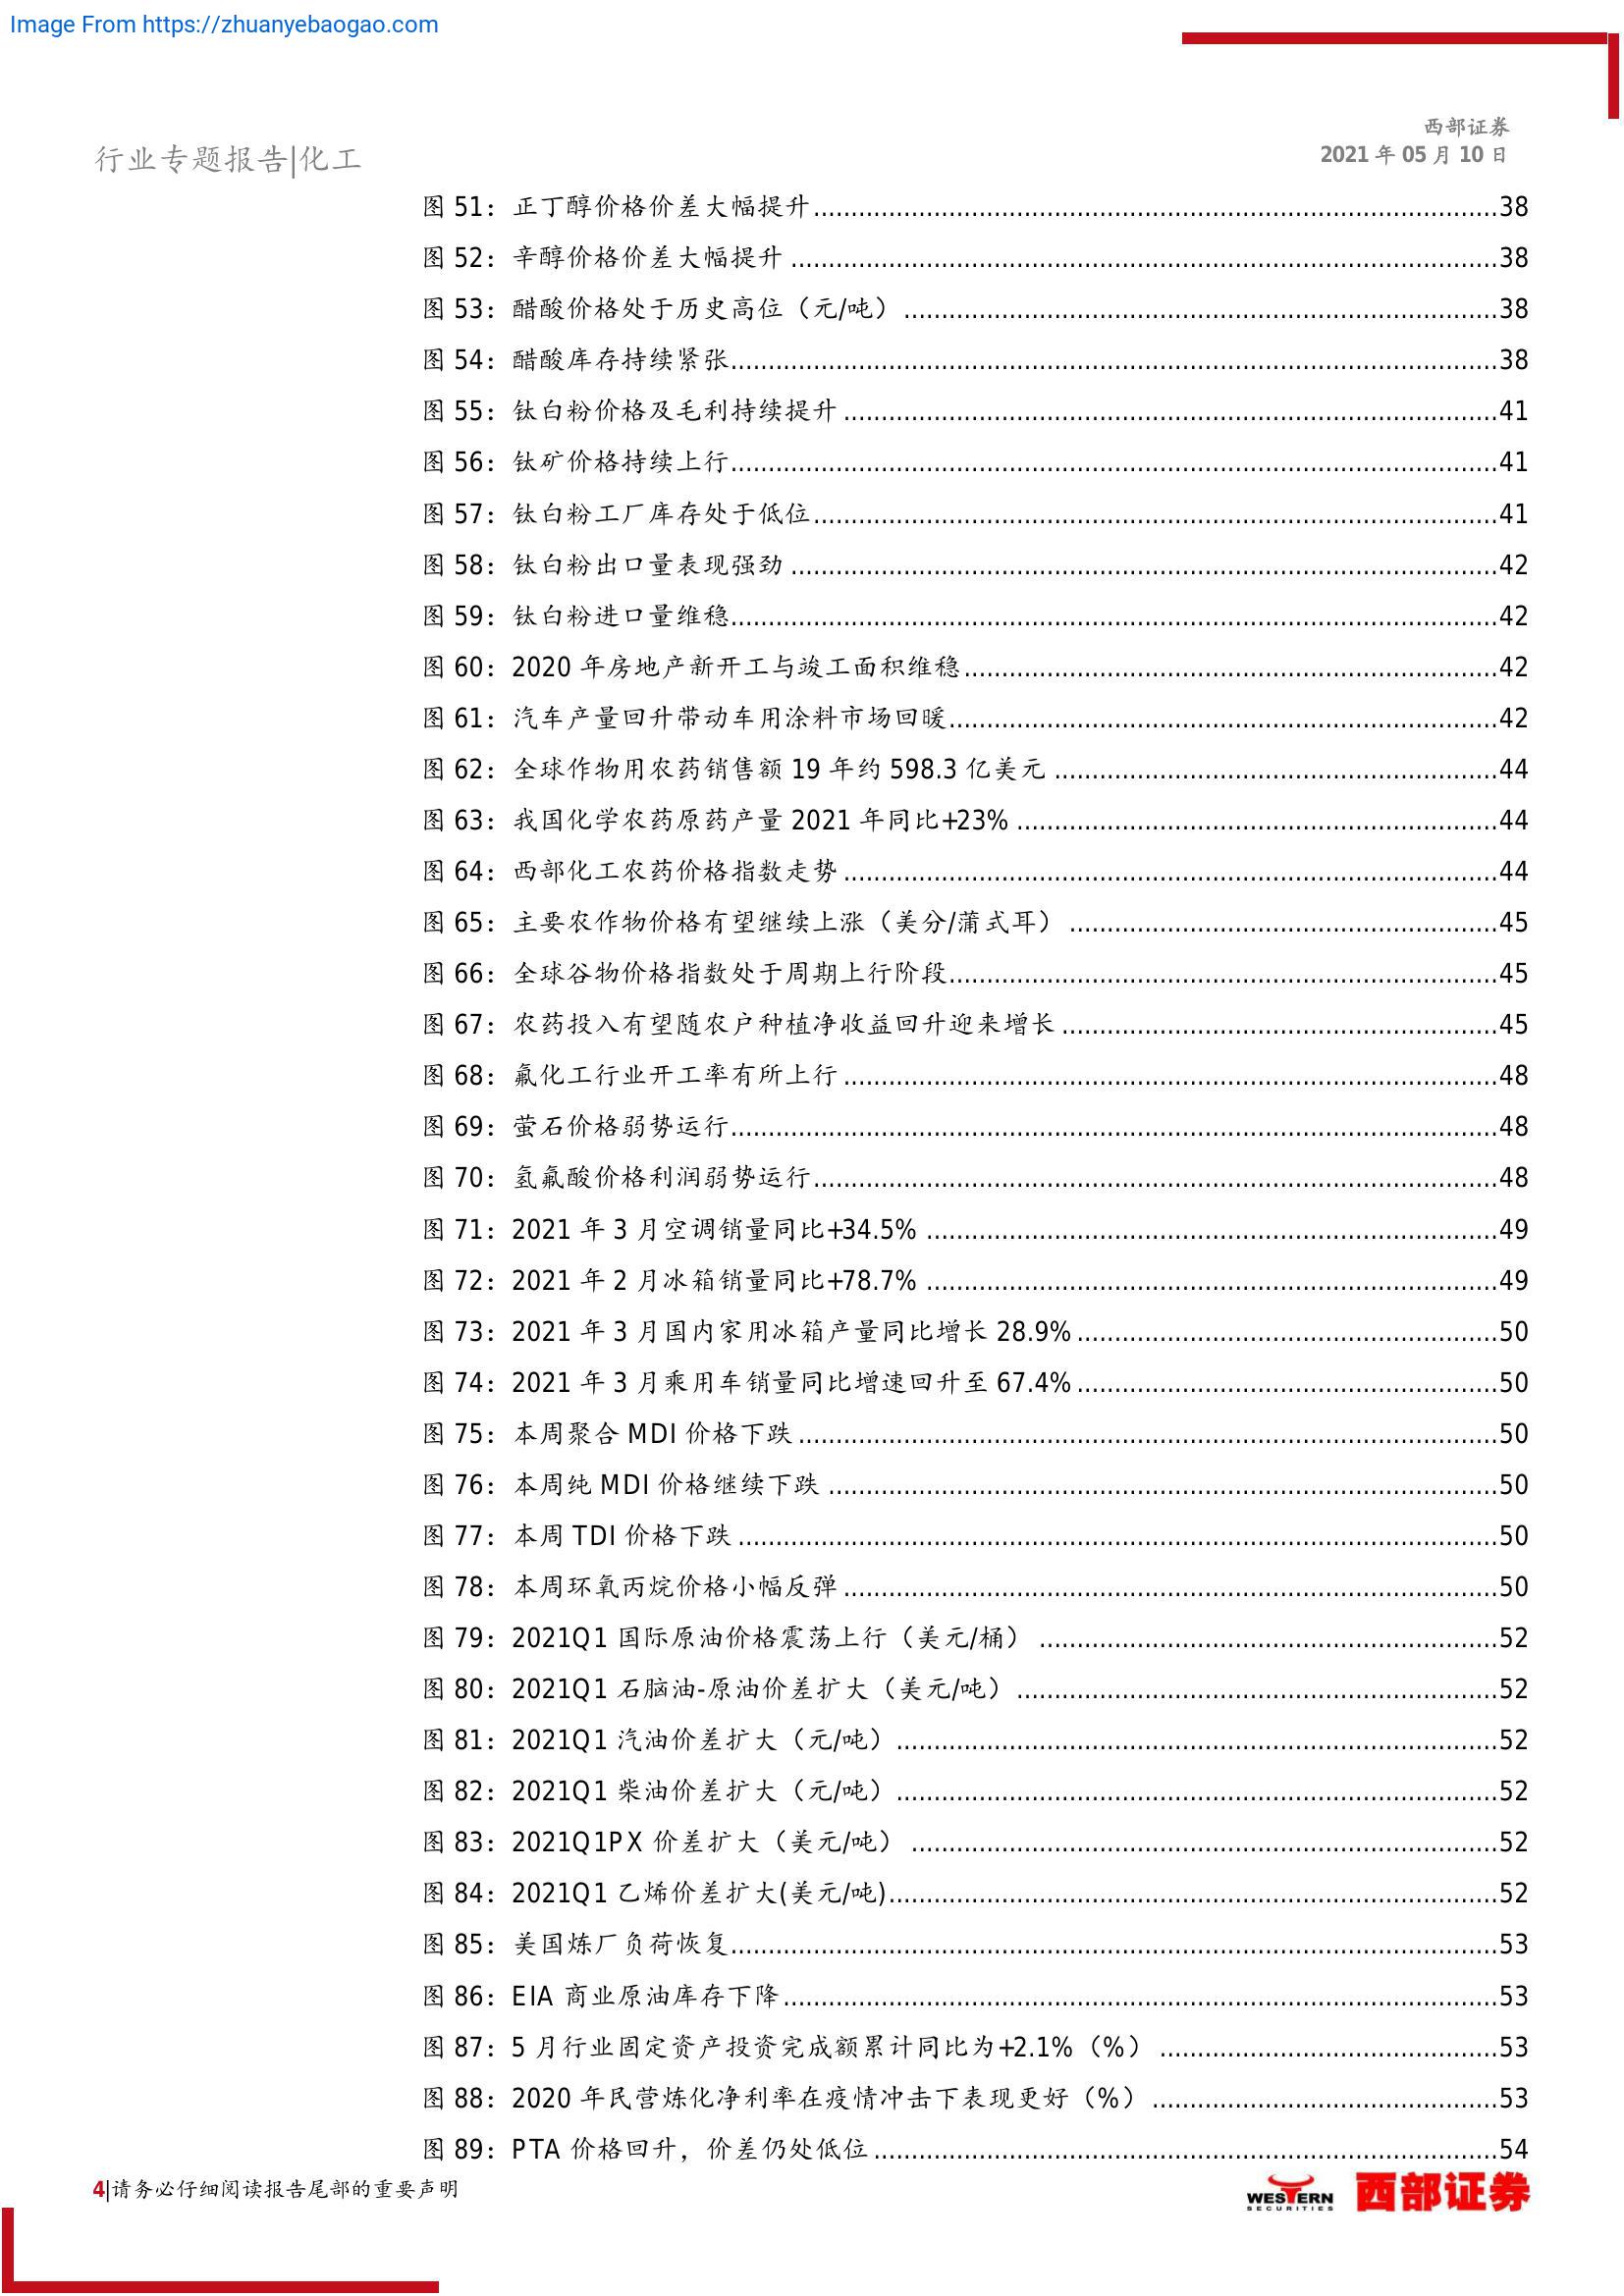 Image From https://zhuanyebaogao.com
西部证券
2021 年 05 月 10 日
行业专题报告|化工
图 51：正丁醇价格价差大幅提升....................38
图 52：辛醇价格价差大幅提升....................38
图 53：醋酸价格处于历史高位（元/吨）....................38
图 54：醋酸库存持续紧张....................38
图 55：钛白粉价格及毛利持续提升....................41
图 56：钛矿价格持续上行....................41
图 57：钛白粉工厂库存处于低位....................41
图 58：钛白粉出口量表现强劲....................42
图 59：钛白粉进口量维稳....................42
图 60：2020 年房地产新开工与竣工面积维稳....................42
图 61：汽车产量回升带动车用涂料市场回暖....................42
图 62：全球作物用农药销售额 19 年约 598.3 亿美元....................44
图 63：我国化学农药原药产量 2021 年同比+23%....................44
图 64：西部化工农药价格指数走势....................44
图 65：主要农作物价格有望继续上涨（美分/蒲式耳）....................45
图 66：全球谷物价格指数处于周期上行阶段....................45
图 67：农药投入有望随农户种植净收益回升迎来增长....................45
图 68：氟化工行业开工率有所上行....................48
图 69：萤石价格弱势运行....................48
图 70：氢氟酸价格利润弱势运行....................48
图 71：2021 年 3 月空调销量同比+34.5%....................49
图 72：2021 年 2 月冰箱销量同比+78.7%....................49
图 73：2021 年 3 月国内家用冰箱产量同比增长 28.9%....................50
图 74：2021 年 3 月乘用车销量同比增速回升至 67.4%....................50
图 75：本周聚合 MDI 价格下跌....................50
图 76：本周纯 MDI 价格继续下跌....................50
图 77：本周 TDI 价格下跌....................50
图 78：本周环氧丙烷价格小幅反弹....................50
图 79：2021Q1 国际原油价格震荡上行（美元/桶）....................52
图 80：2021Q1 石脑油-原油价差扩大（美元/吨）....................52
图 81：2021Q1 汽油价差扩大（元/吨）....................52
图 82：2021Q1 柴油价差扩大（元/吨）....................52
图 83：2021Q1PX 价差扩大（美元/吨）....................52
图 84：2021Q1 乙烯价差扩大(美元/吨)....................52
图 85：美国炼厂负荷恢复....................53
图 86：EIA 商业原油库存下降....................53
图 87：5 月行业固定资产投资完成额累计同比为+2.1%（%）....................53
图 88：2020 年民营炼化净利率在疫情冲击下表现更好（%）....................53
图 89：PTA 价格回升，价差仍处低位....................54
4|请务必仔细阅读报告尾部的重要声明
WESTERN
SECURITIES
西部证券